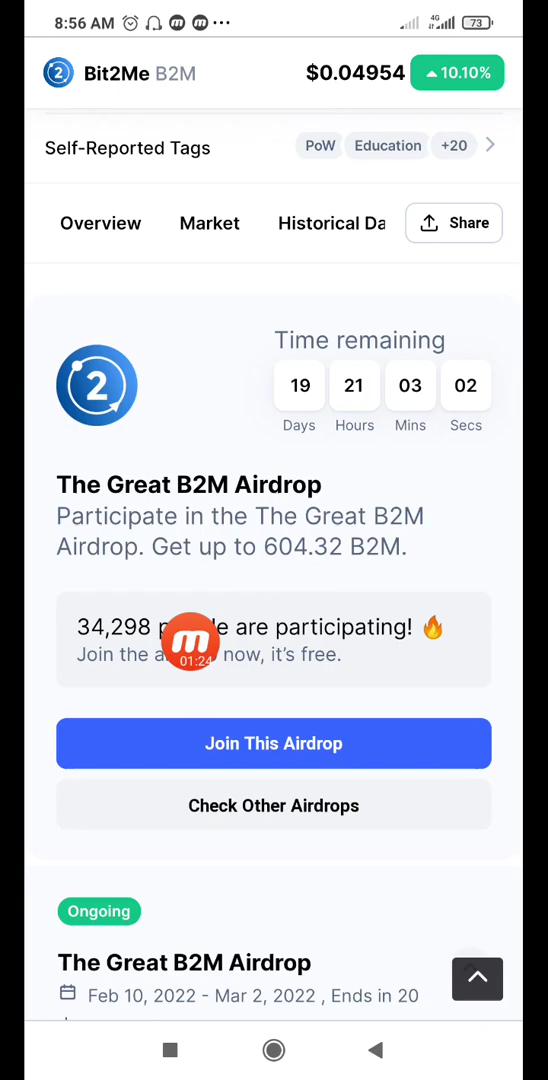 8:56 AM ... 4G 73
2 Bit2Me B2M $0.04954 10.10%
Self-Reported Tags PoW Education +20
Overview Market Historical Da Share
Time remaining
2 19 21 03 02
Days Hours Mins Secs
The Great B2M Airdrop
Participate in the The Great B2M
Airdrop. Get up to 604.32 B2M.
34,298 are participating! 🔥
Join the now, it's free.
m
01:24
Join This Airdrop
Check Other Airdrops
Ongoing
The Great B2M Airdrop
Feb 10, 2022 - Mar 2, 2022 , Ends in 20